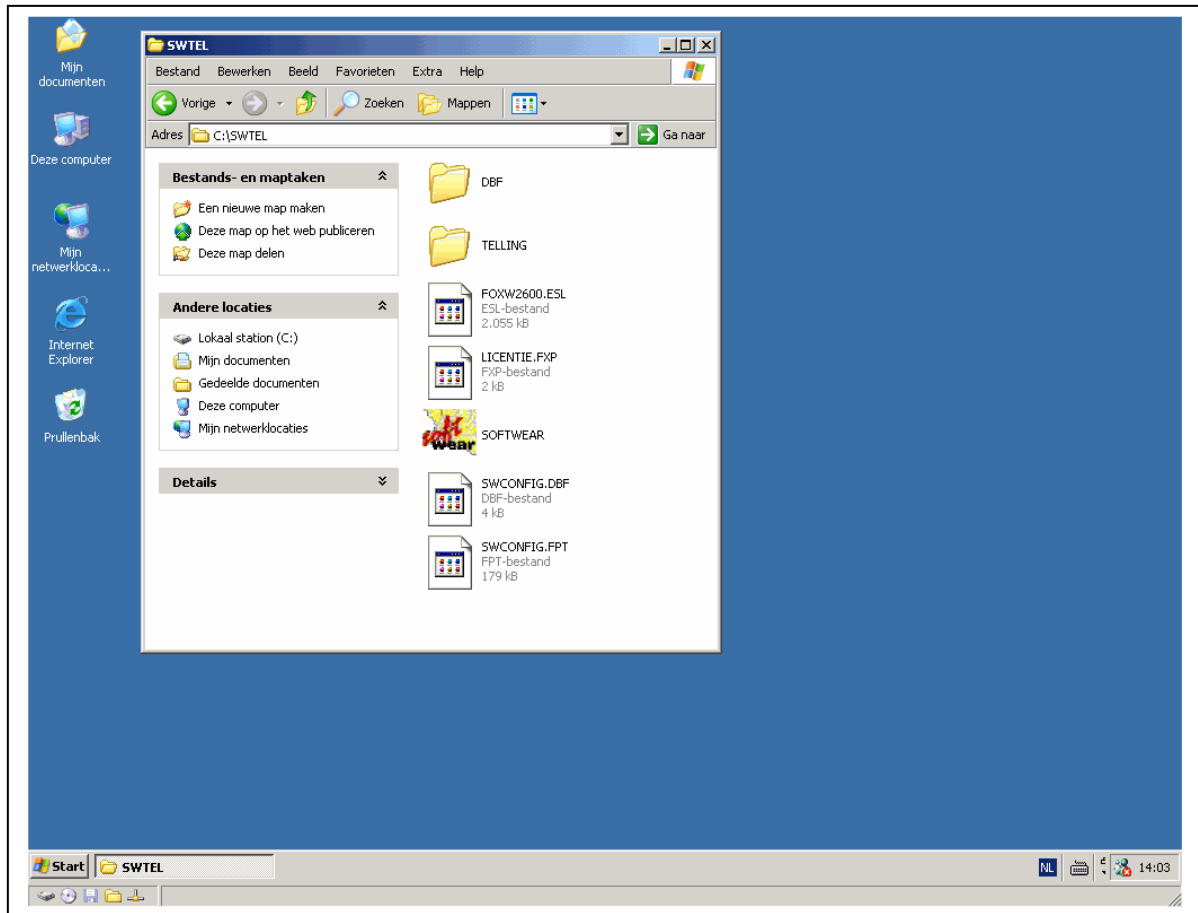 Mijn
documenten
Deze computer
Mijn
netwerkloca...
Internet
Explorer
Prullenbak
SWTEL
Bestand Bewerken Beeld Favorieten Extra Help
Vorige Zoeken Mappen
Adres C:\SWTEL Ga naar
Bestands- en maptaken
Een nieuwe map maken
Deze map op het web publiceren
Deze map delen
Andere locaties
Lokaal station (C:)
Mijn documenten
Gedeelde documenten
Deze computer
Mijn netwerklocaties
Details
DBF
TELLING
FOXW2600.ESL
ESL-bestand
2.055 kB
LICENTIE.FXP
FXP-bestand
2 kB
soft
wear
SOFTWEAR
SWCONFIG.DBF
DBF-bestand
4 kB
SWCONFIG.FPT
FPT-bestand
179 kB
Start SWTEL NL 14:03